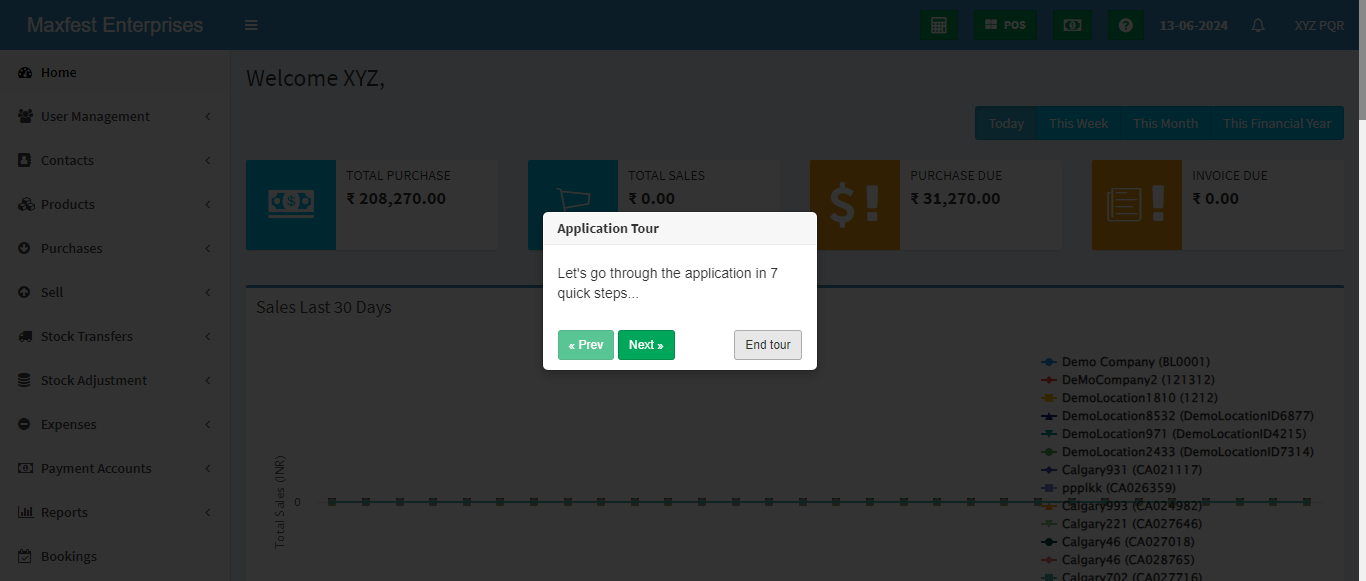 Maxfest Enterprises
POS
13-06-2024
XYZ PQR
Home
User Management
Contacts
Products
Purchases
Sell
Stock Transfers
Stock Adjustment
Expenses
Payment Accounts
Reports
Bookings
Welcome XYZ,
Today
This Week
This Month
This Financial Year
TOTAL PURCHASE
₹ 208,270.00
TOTAL SALES
₹ 0.00
PURCHASE DUE
₹ 31,270.00
INVOICE DUE
₹ 0.00
Application Tour
Let's go through the application in 7
quick steps...
« Prev
Next »
End tour
Sales Last 30 Days
Total Sales (INR)
0
Demo Company (BL0001)
DeMoCompany2 (121312)
DemoLocation1810 (1212)
DemoLocation8532 (DemoLocationID6877)
DemoLocation971 (DemoLocationID4215)
DemoLocation2433 (DemoLocationID7314)
Calgary931 (CA021117)
ppplkk (CA026359)
Calgary993 (CA024982)
Calgary221 (CA027646)
Calgary46 (CA027018)
Calgary46 (CA028765)
Calgary702 (CA027716)